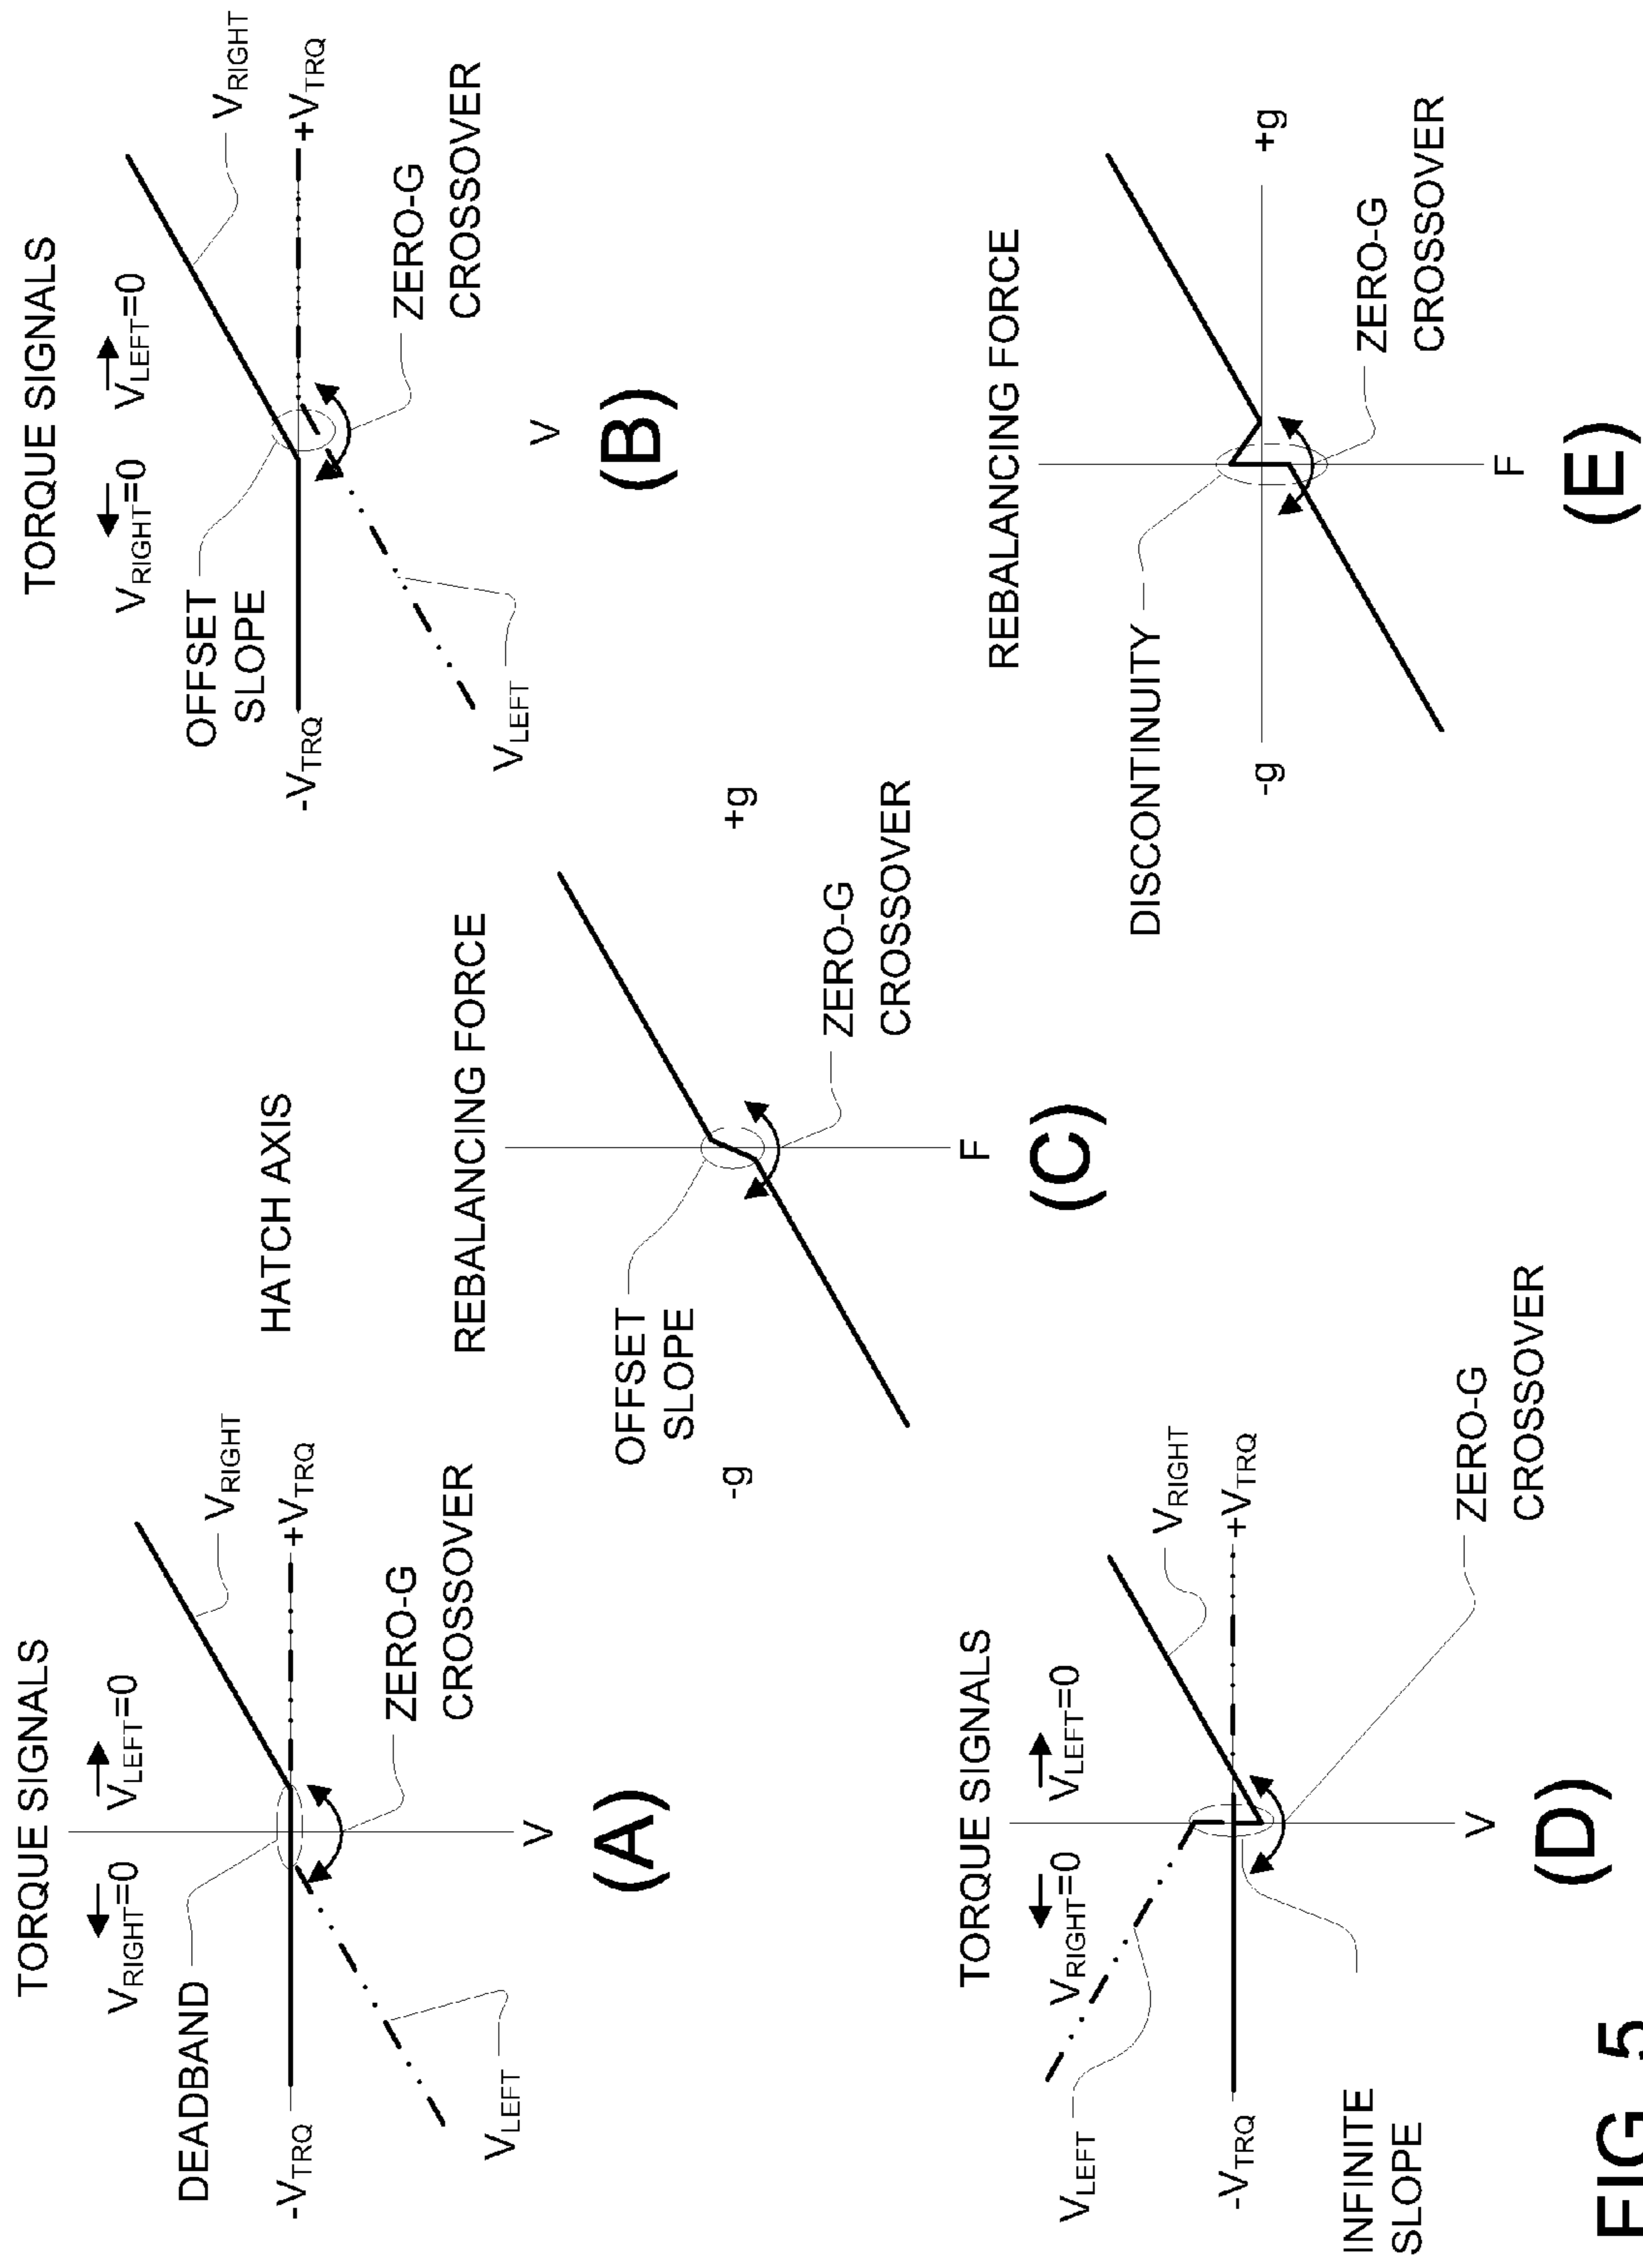 TORQUE SIGNALS
V_RIGHT=0 V_LEFT=0
DEADBAND
V_RIGHT
-V_TRQ
+V_TRQ
ZERO-G
CROSSOVER
V_LEFT
V
(A)
HATCH AXIS
TORQUE SIGNALS
V_RIGHT=0 V_LEFT=0
OFFSET
SLOPE
V_RIGHT
-V_TRQ
+V_TRQ
ZERO-G
CROSSOVER
V_LEFT
V
(B)
REBALANCING FORCE
OFFSET
SLOPE
-g
+g
ZERO-G
CROSSOVER
F
(C)
TORQUE SIGNALS
V_RIGHT=0 V_LEFT=0
V_LEFT
V_RIGHT
-V_TRQ
+V_TRQ
INFINITE
SLOPE
ZERO-G
CROSSOVER
V
(D)
REBALANCING FORCE
DISCONTINUITY
-g
+g
ZERO-G
CROSSOVER
F
(E)
FIG. 5